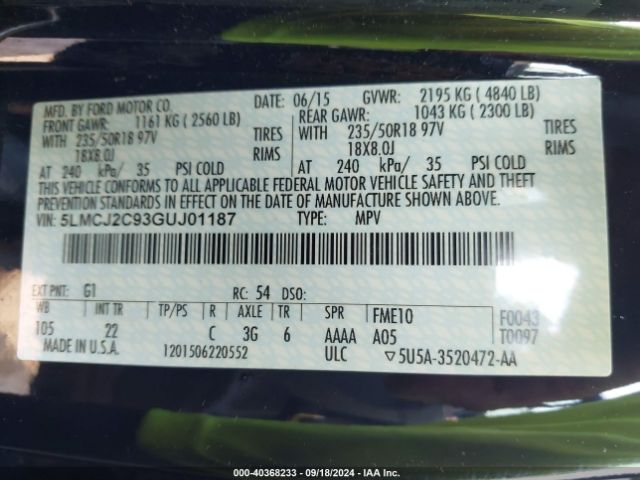 MFD. BY FORD MOTOR CO.
DATE: 06/15 GVWR: 2195 KG ( 4840 LB)
FRONT GAWR: 1161 KG ( 2560 LB) REAR GAWR: 1043 KG ( 2300 LB)
WITH 235/50R18 97V TIRES WITH 235/50R18 97V TIRES
18X8.0J RIMS 18X8.0J RIMS
AT 240 kPa/ 35 PSI COLD AT 240 kPa/ 35 PSI COLD
THIS VEHICLE CONFORMS TO ALL APPLICABLE FEDERAL MOTOR VEHICLE SAFETY AND THEFT
PREVENTION STANDARDS IN EFFECT ON THE DATE OF MANUFACTURE SHOWN ABOVE.
VIN: 5LMCJ2C93GUJ01187 TYPE: MPV
EXT PNT: G1 RC: 54 DSO:
WB INT TR TP/PS R AXLE TR SPR FME10 F0043
105 22 C 3G 6 AAAA A05 T0097
MADE IN U.S.A. 1201506220552 ULC ▽5U5A-3520472-AA
000-40368233 - 09/18/2024 - IAA Inc.